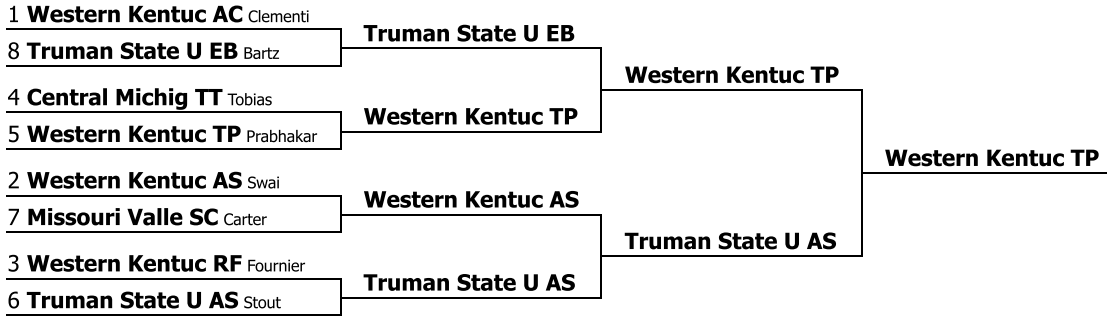 1 Western Kentuc AC Clementi
8 Truman State U EB Bartz
4 Central Michig TT Tobias
5 Western Kentuc TP Prabhakar
2 Western Kentuc AS Swai
7 Missouri Valle SC Carter
3 Western Kentuc RF Fournier
6 Truman State U AS Stout
Truman State U EB
Western Kentuc TP
Western Kentuc AS
Truman State U AS
Western Kentuc TP
Truman State U AS
Western Kentuc TP